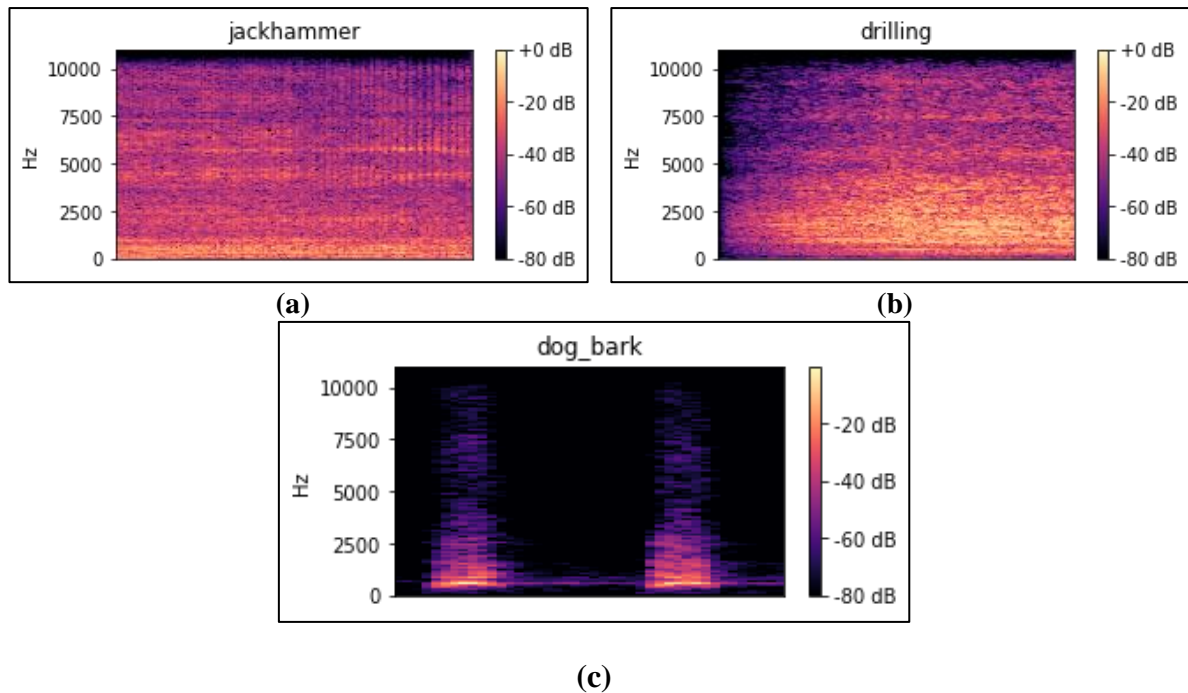 jackhammer
10000
7500
5000
2500
0
Hz
+0 dB
-20 dB
-40 dB
-60 dB
-80 dB
(a)
drilling
10000
7500
5000
2500
0
Hz
+0 dB
-20 dB
-40 dB
-60 dB
-80 dB
(b)
dog_bark
10000
7500
5000
2500
0
Hz
-20 dB
-40 dB
-60 dB
-80 dB
(c)